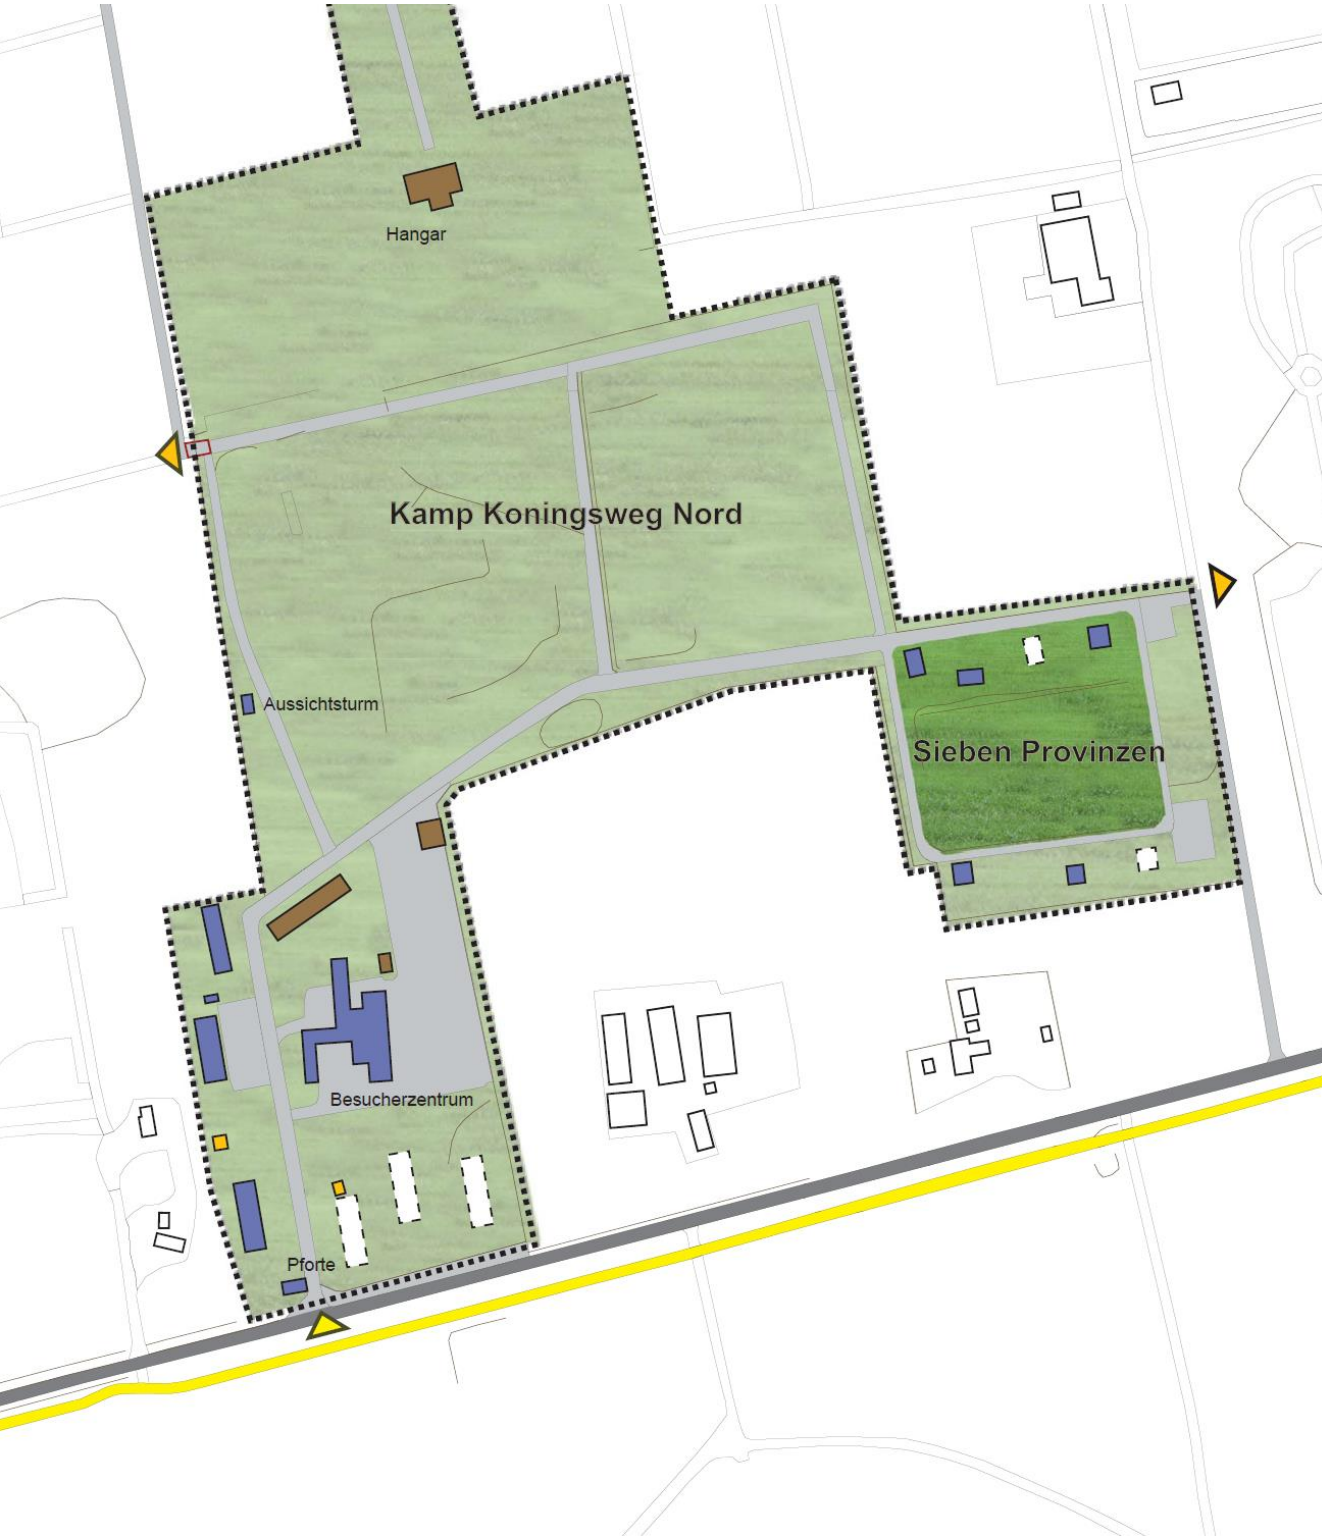 Hangar
Kamp Koningsweg Nord
Aussichtsturm
Sieben Provinzen
Besucherzentrum
Pforte